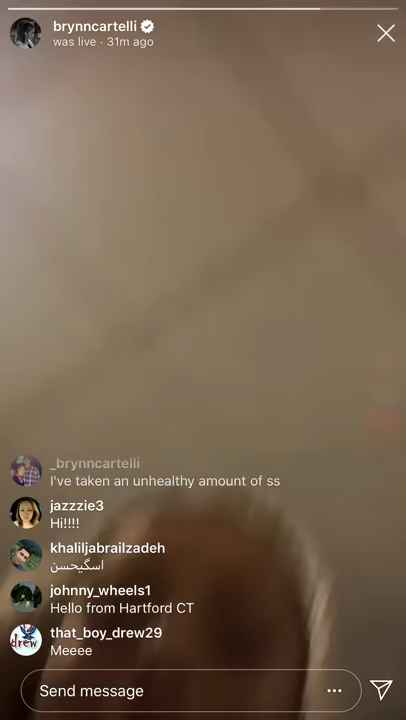 brynncartelli
was live · 31m ago
_brynncartelli
I've taken an unhealthy amount of ss
jazzzie3
Hi!!!!
khaliljabrailzadeh
اسگیحسن
johnny_wheels1
Hello from Hartford CT
that_boy_drew29
drew
Meeee
Send message